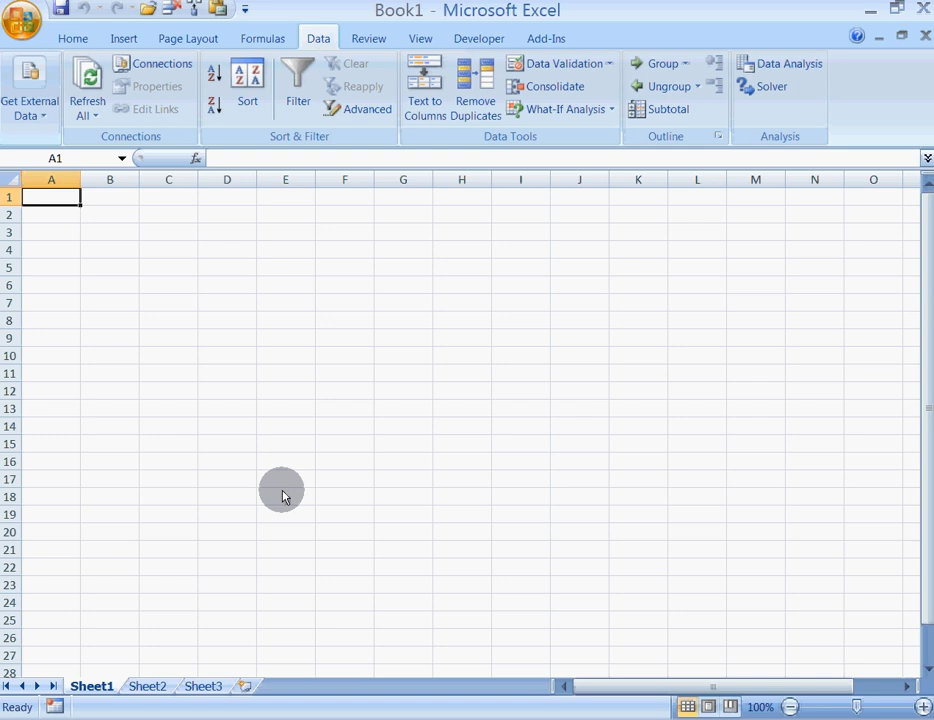 Book1 - Microsoft Excel
Home Insert Page Layout Formulas Data Review View Developer Add-Ins
Get External Data
Refresh All
Connections
Properties
Edit Links
Connections
A Z
Z A
A Z Z A
Sort
Filter
Clear
Reapply
Advanced
Sort & Filter
Text to Columns
Remove Duplicates
Data Validation
Consolidate
What-If Analysis
Data Tools
Group
Ungroup
Subtotal
Outline
Data Analysis
Solver
Analysis
A1 fx
A B C D E F G H I J K L M N O
1
2
3
4
5
6
7
8
9
10
11
12
13
14
15
16
17
18
19
20
21
22
23
24
25
26
27
28
Sheet1 Sheet2 Sheet3
Ready 100%